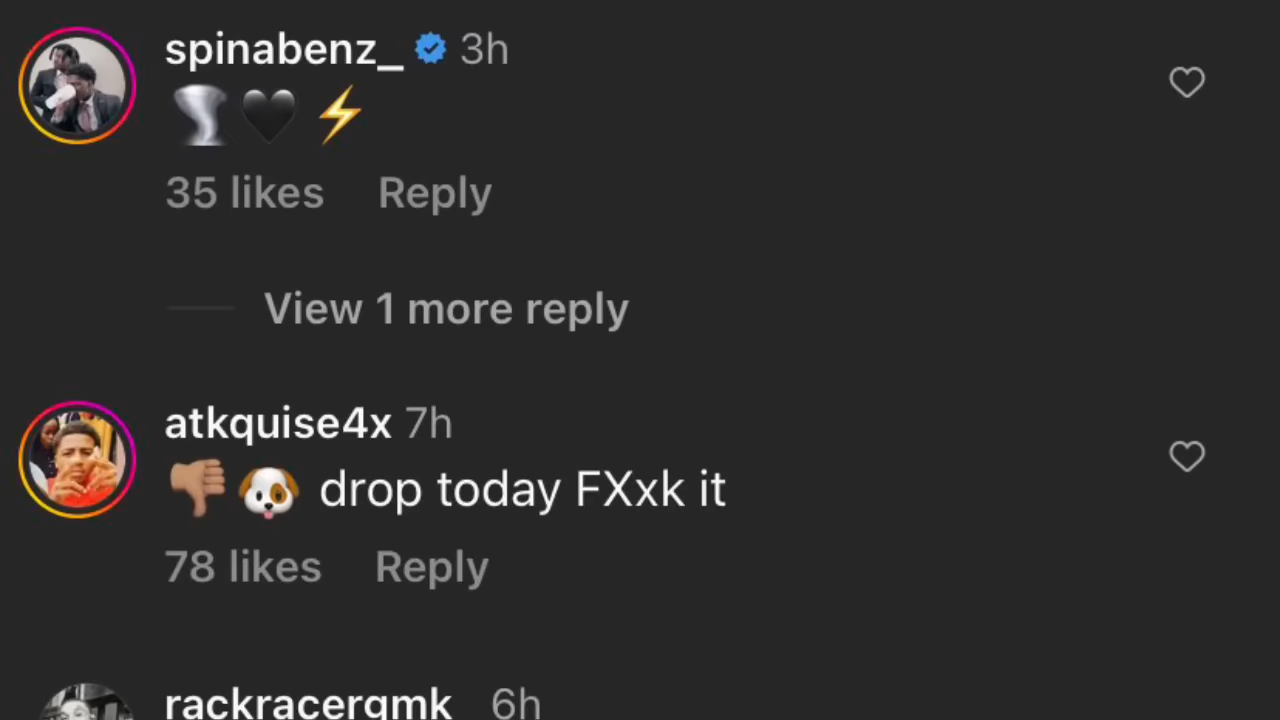 spinabenz_ 3h
🌪️🖤⚡
35 likes Reply
View 1 more reply
atkquise4x 7h
👎🏽🐶 drop today FXxk it
78 likes Reply
rackracergmk 6h